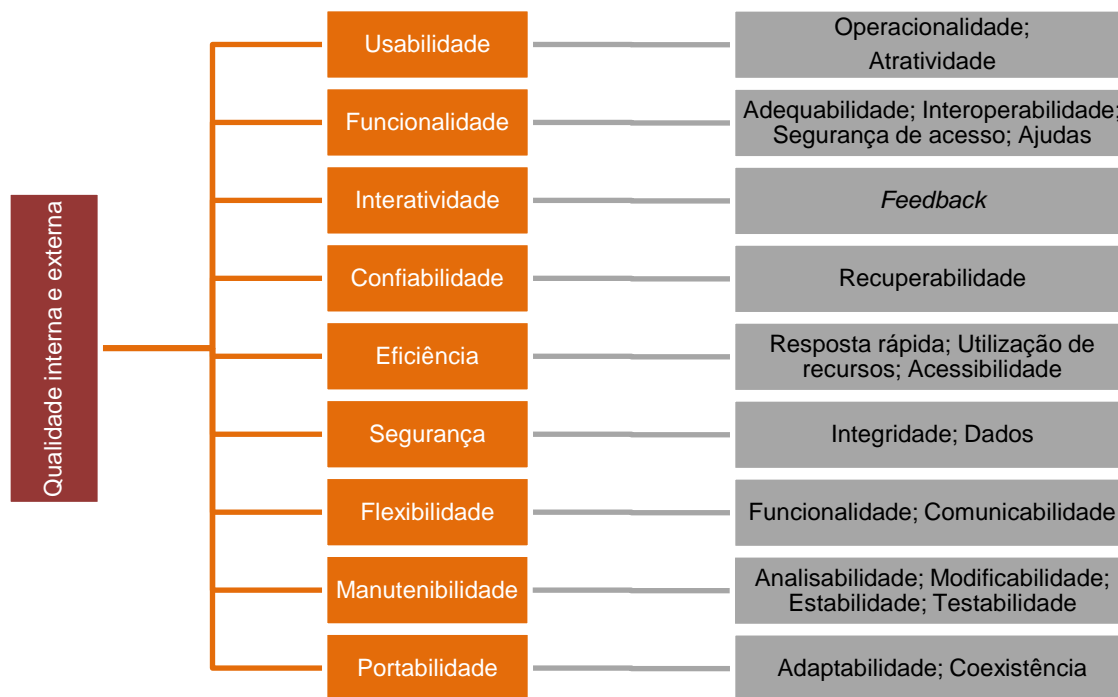 Qualidade interna e externa
Usabilidade
Operacionalidade;
Atratividade
Funcionalidade
Adequabilidade; Interoperabilidade;
Segurança de acesso; Ajudas
Interatividade
Feedback
Confiabilidade
Recuperabilidade
Eficiência
Resposta rápida; Utilização de
recursos; Acessibilidade
Segurança
Integridade; Dados
Flexibilidade
Funcionalidade; Comunicabilidade
Manutenibilidade
Analisabilidade; Modificabilidade;
Estabilidade; Testabilidade
Portabilidade
Adaptabilidade; Coexistência